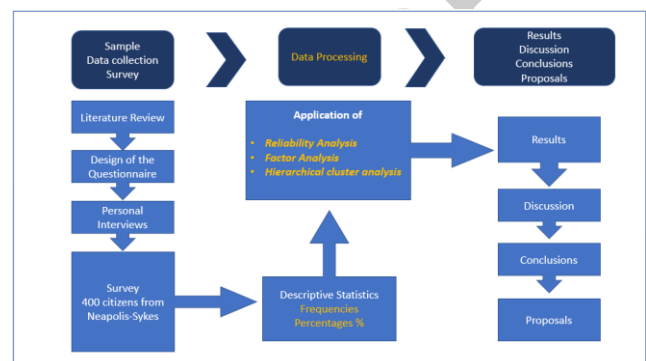 Sample
Data collection
Survey
Data Processing
Results
Discussion
Conclusions
Proposals
Literature Review
Design of the
Questionnaire
Personal
Interviews
Survey
400 citizens from
Neapolis-Sykes
Application of
• Reliability Analysis
• Factor Analysis
• Hierarchical cluster analysis
Descriptive Statistics
Frequencies
Percentages %
Results
Discussion
Conclusions
Proposals